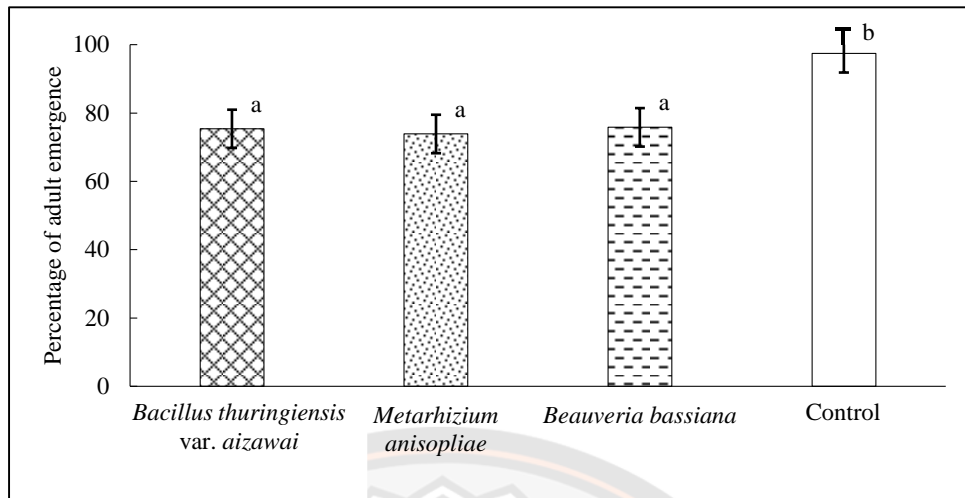 Percentage of adult emergence
100
80
60
40
20
0
a
a
a
b
Bacillus thuringiensis
var. aizawai
Metarhizium
anisopliae
Beauveria bassiana
Control